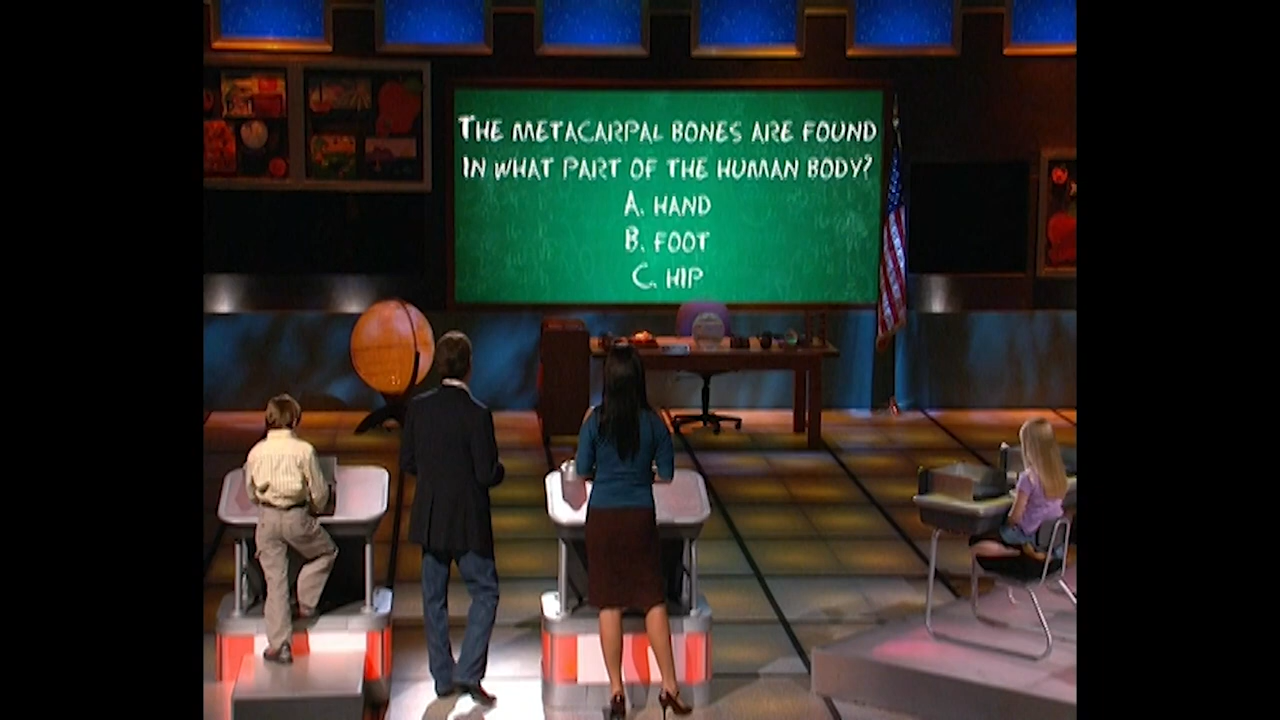 THE METACARPAL BONES ARE FOUND
IN WHAT PART OF THE HUMAN BODY?
A. HAND
B. FOOT
C. HIP